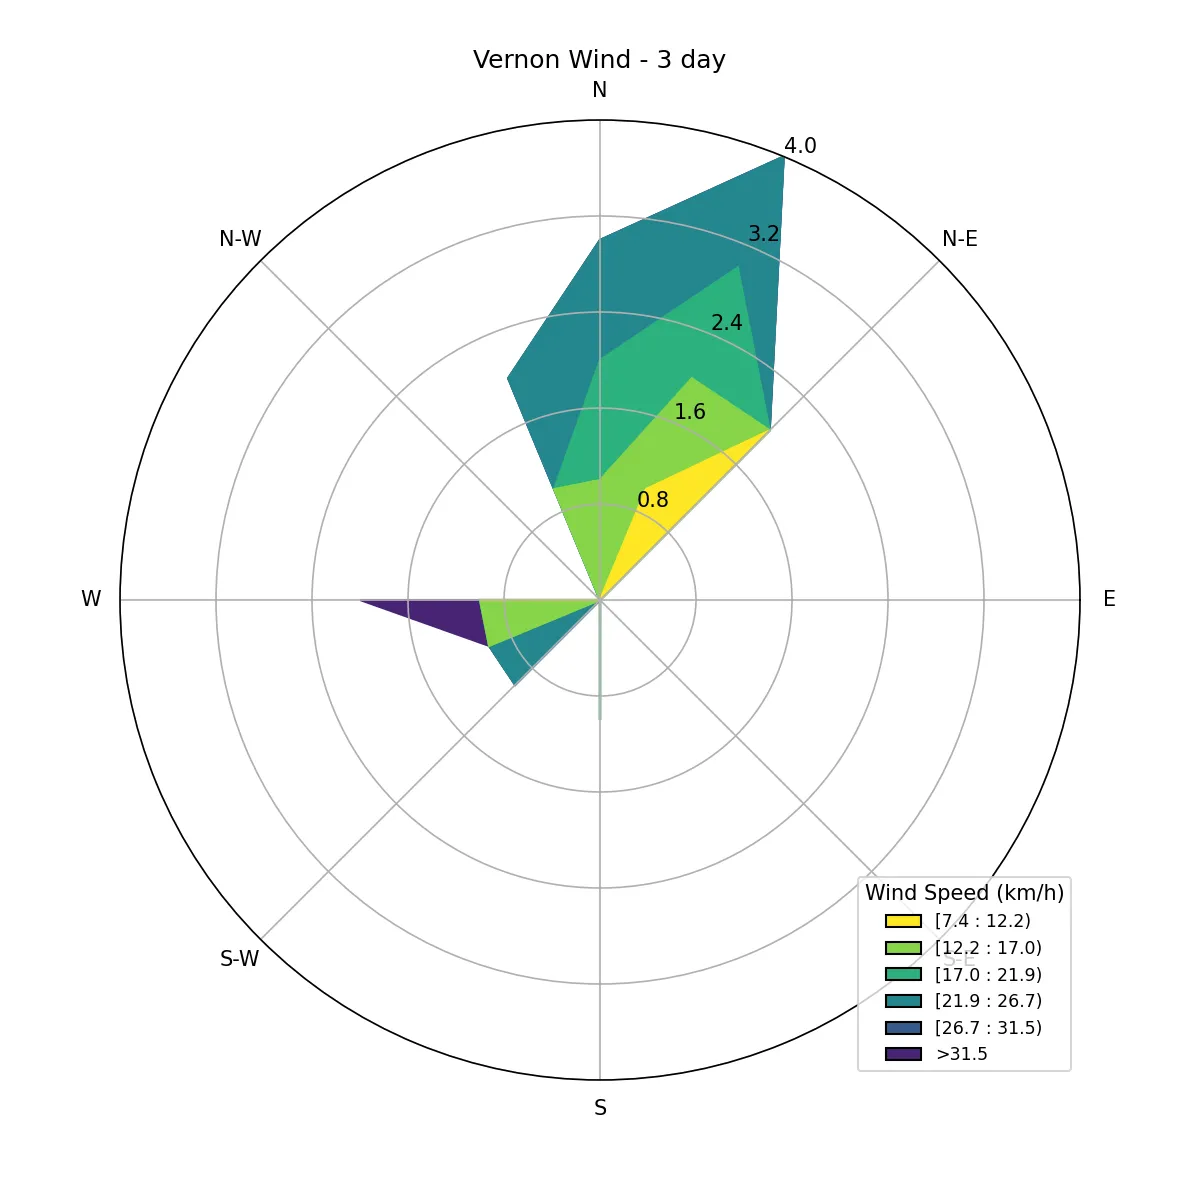 Vernon Wind - 3 day
N
4.0
3.2
N-W
N-E
2.4
1.6
0.8
W
E
Wind Speed (km/h)
[7.4 : 12.2)
[12.2 : 17.0)
S-W
S-E
[17.0 : 21.9)
[21.9 : 26.7)
[26.7 : 31.5)
>31.5
S